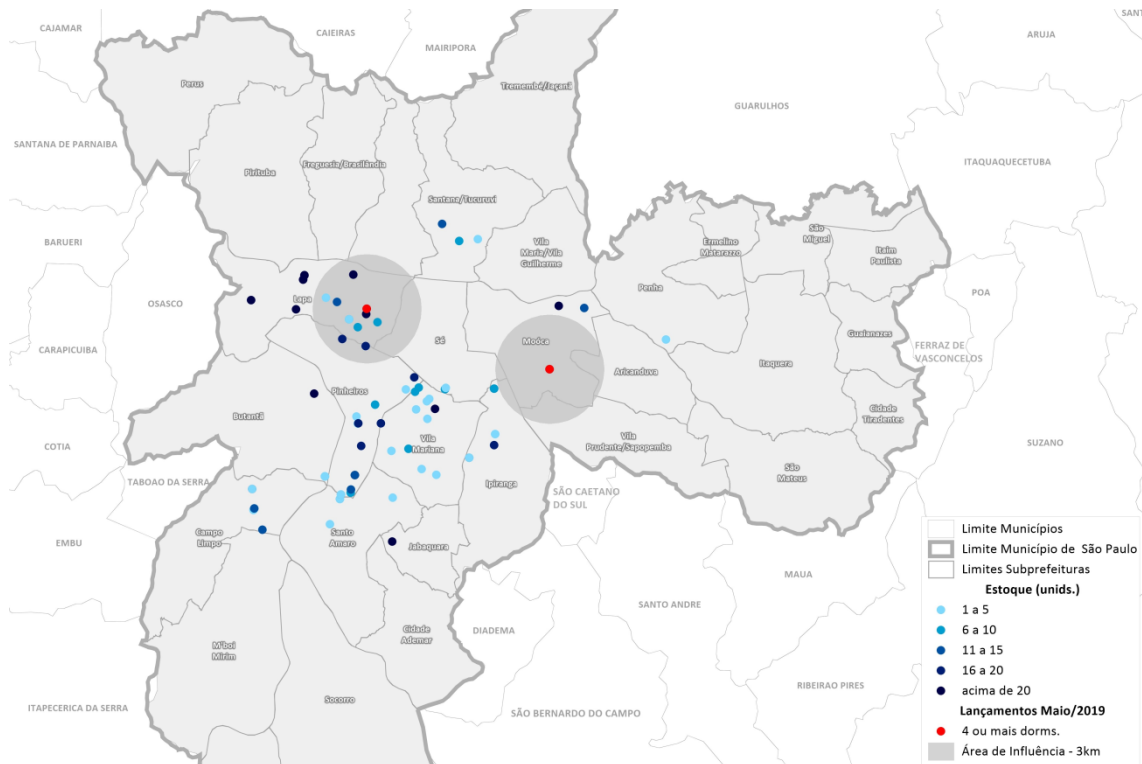 CAJAMAR
CAIEIRAS
MAIRIPORA
ARUJA
SANT
Perus
Tremembé/Jaçanã
GUARULHOS
SANTANA DE PARNAIBA
Pirituba
Freguesia/Brasilândia
ITAQUAQUECETUBA
Santana/Tucuruvi
BARUERI
Vila
Maria/Vila
Guilherme
Ermelino
Matarazzo
São
Miguel
Itaim
Paulista
OSASCO
Lapa
Penha
POA
CARAPICUIBA
Sé
Moóca
Guaianazes
FERRAZ DE
VASCONCELOS
Aricanduva
Itaquera
Pinheiros
Butantã
Cidade
Tiradentes
COTIA
Vila
Mariana
Vila
Prudente/Sapopemba
SUZANO
TABOAO DA SERRA
Ipiranga
São
Mateus
SÃO CAETANO
DO SUL
EMBU
Campo
Limpo
Santo
Amaro
Jabaquara
MAUA
SANTO ANDRE
Cidade
Ademar
DIADEMA
M'boi
Mirim
Socorro
RIBEIRAO PIRES
ITAPECERICA DA SERRA
SÃO BERNARDO DO CAMPO
Limite Municípios
Limite Município de São Paulo
Limites Subprefeituras
Estoque (unids.)
1 a 5
6 a 10
11 a 15
16 a 20
acima de 20
Lançamentos Maio/2019
4 ou mais dorms.
Área de Influência - 3km